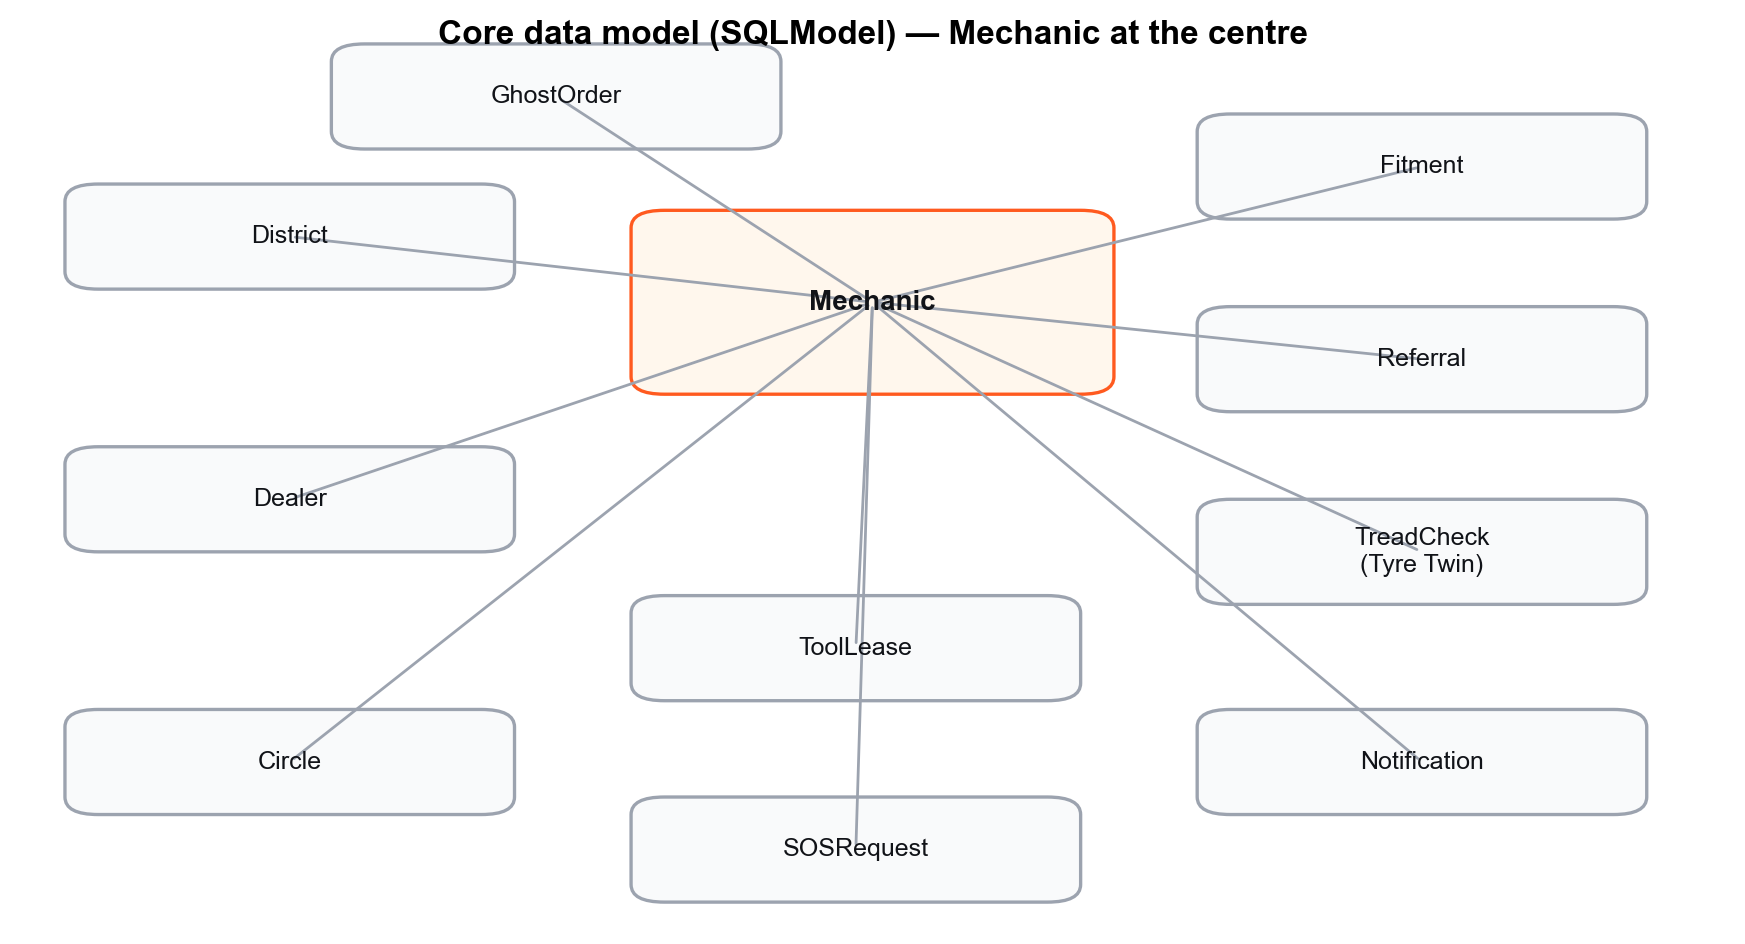 Core data model (SQLModel) — Mechanic at the centre
GhostOrder
Fitment
District
Mechanic
Referral
Dealer
TreadCheck
(Tyre Twin)
ToolLease
Circle
Notification
SOSRequest